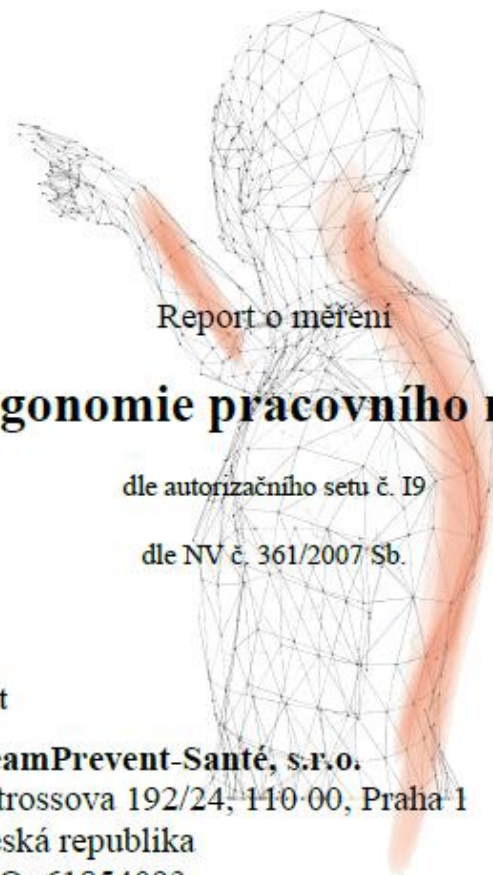 Report o měření
gonomie pracovního
dle autorizačního setu č. I9
dle NV č. 361/2007 Sb.
t
eamPrevent-Santé, s.r.o.
trossova 192/24, 110 00, Praha 1
eská republika